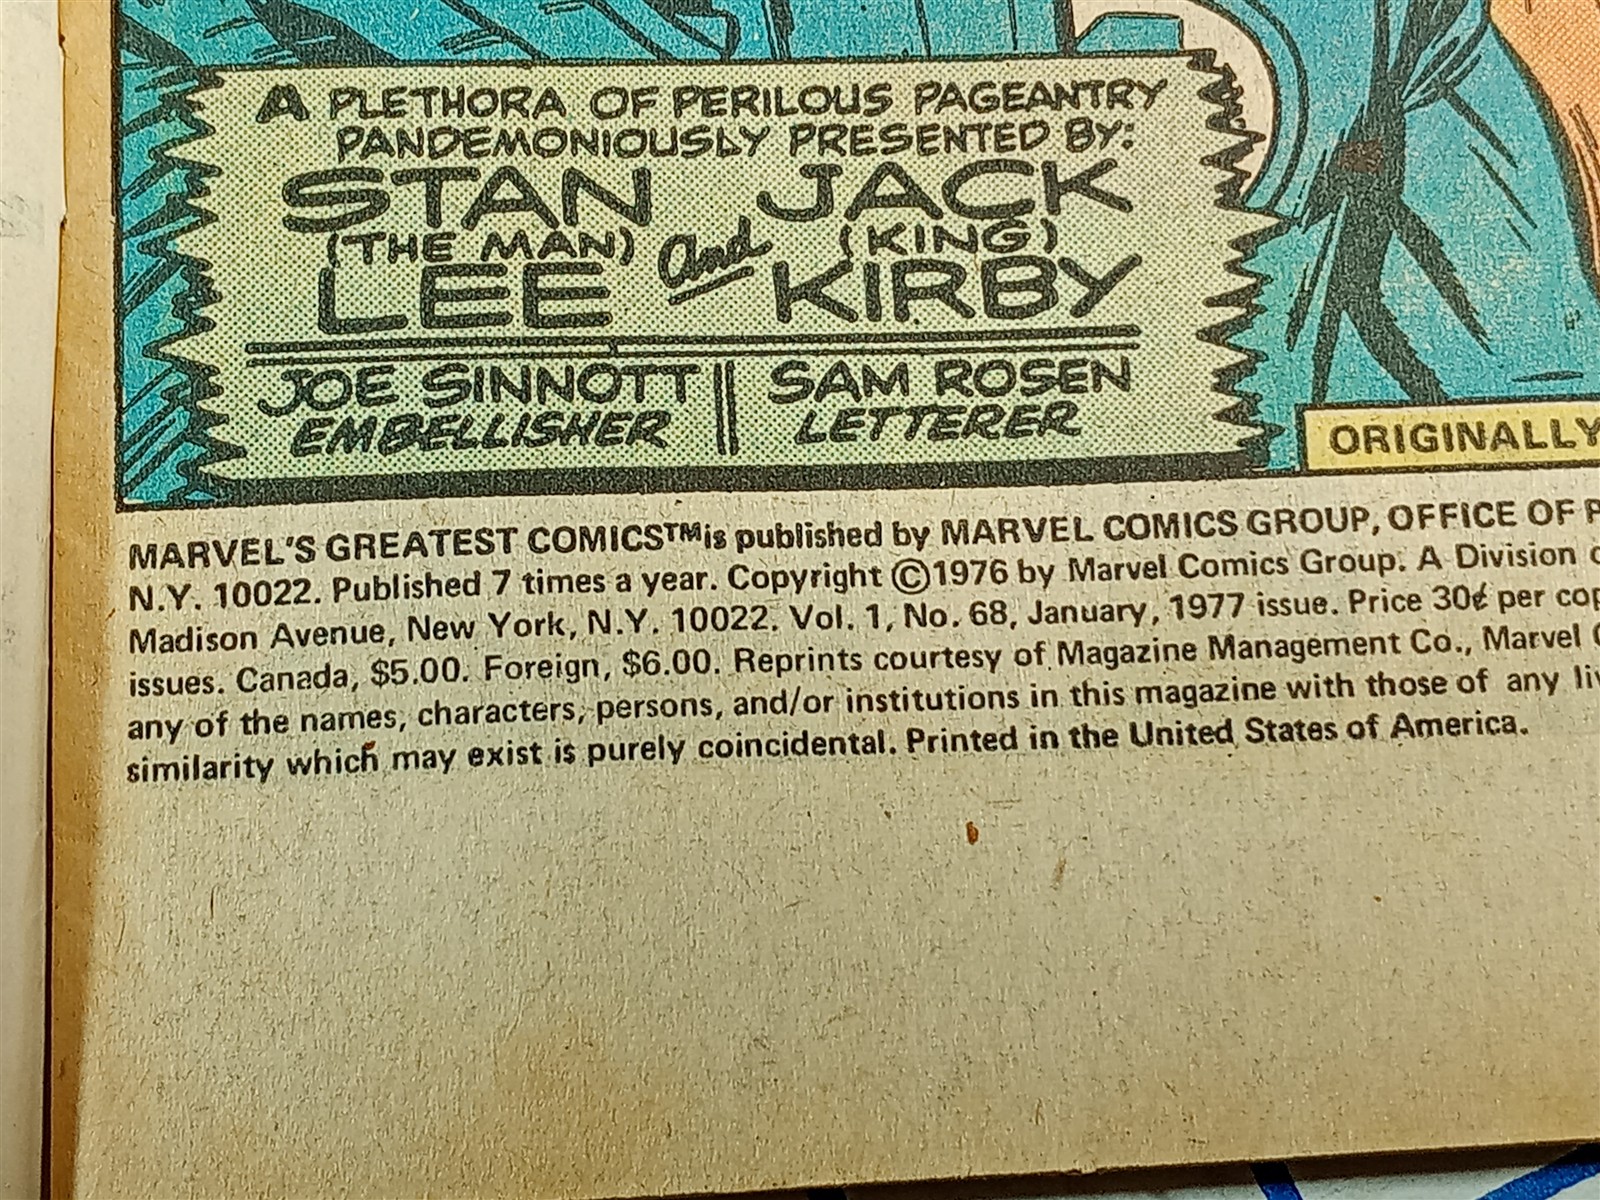 A PLETHORA OF PERILOUS PAGEANTRY
PANDEMONIOUSLY PRESENTED BY:
STAN (THE MAN) LEE and JACK (KING) KIRBY
JOE SINNOTT EMBELLISHER
SAM ROSEN LETTERER
ORIGINALLY
MARVEL'S GREATEST COMICS™ is published by MARVEL COMICS GROUP, OFFICE OF
N.Y. 10022. Published 7 times a year. Copyright ©1976 by Marvel Comics Group. A Division
Madison Avenue, New York, N.Y. 10022. Vol. 1, No. 68, January, 1977 issue. Price 30¢ per
issues. Canada, $5.00. Foreign, $6.00. Reprints courtesy of Magazine Management Co., Marvel
any of the names, characters, persons, and/or institutions in this magazine with those of any
similarity which may exist is purely coincidental. Printed in the United States of America.